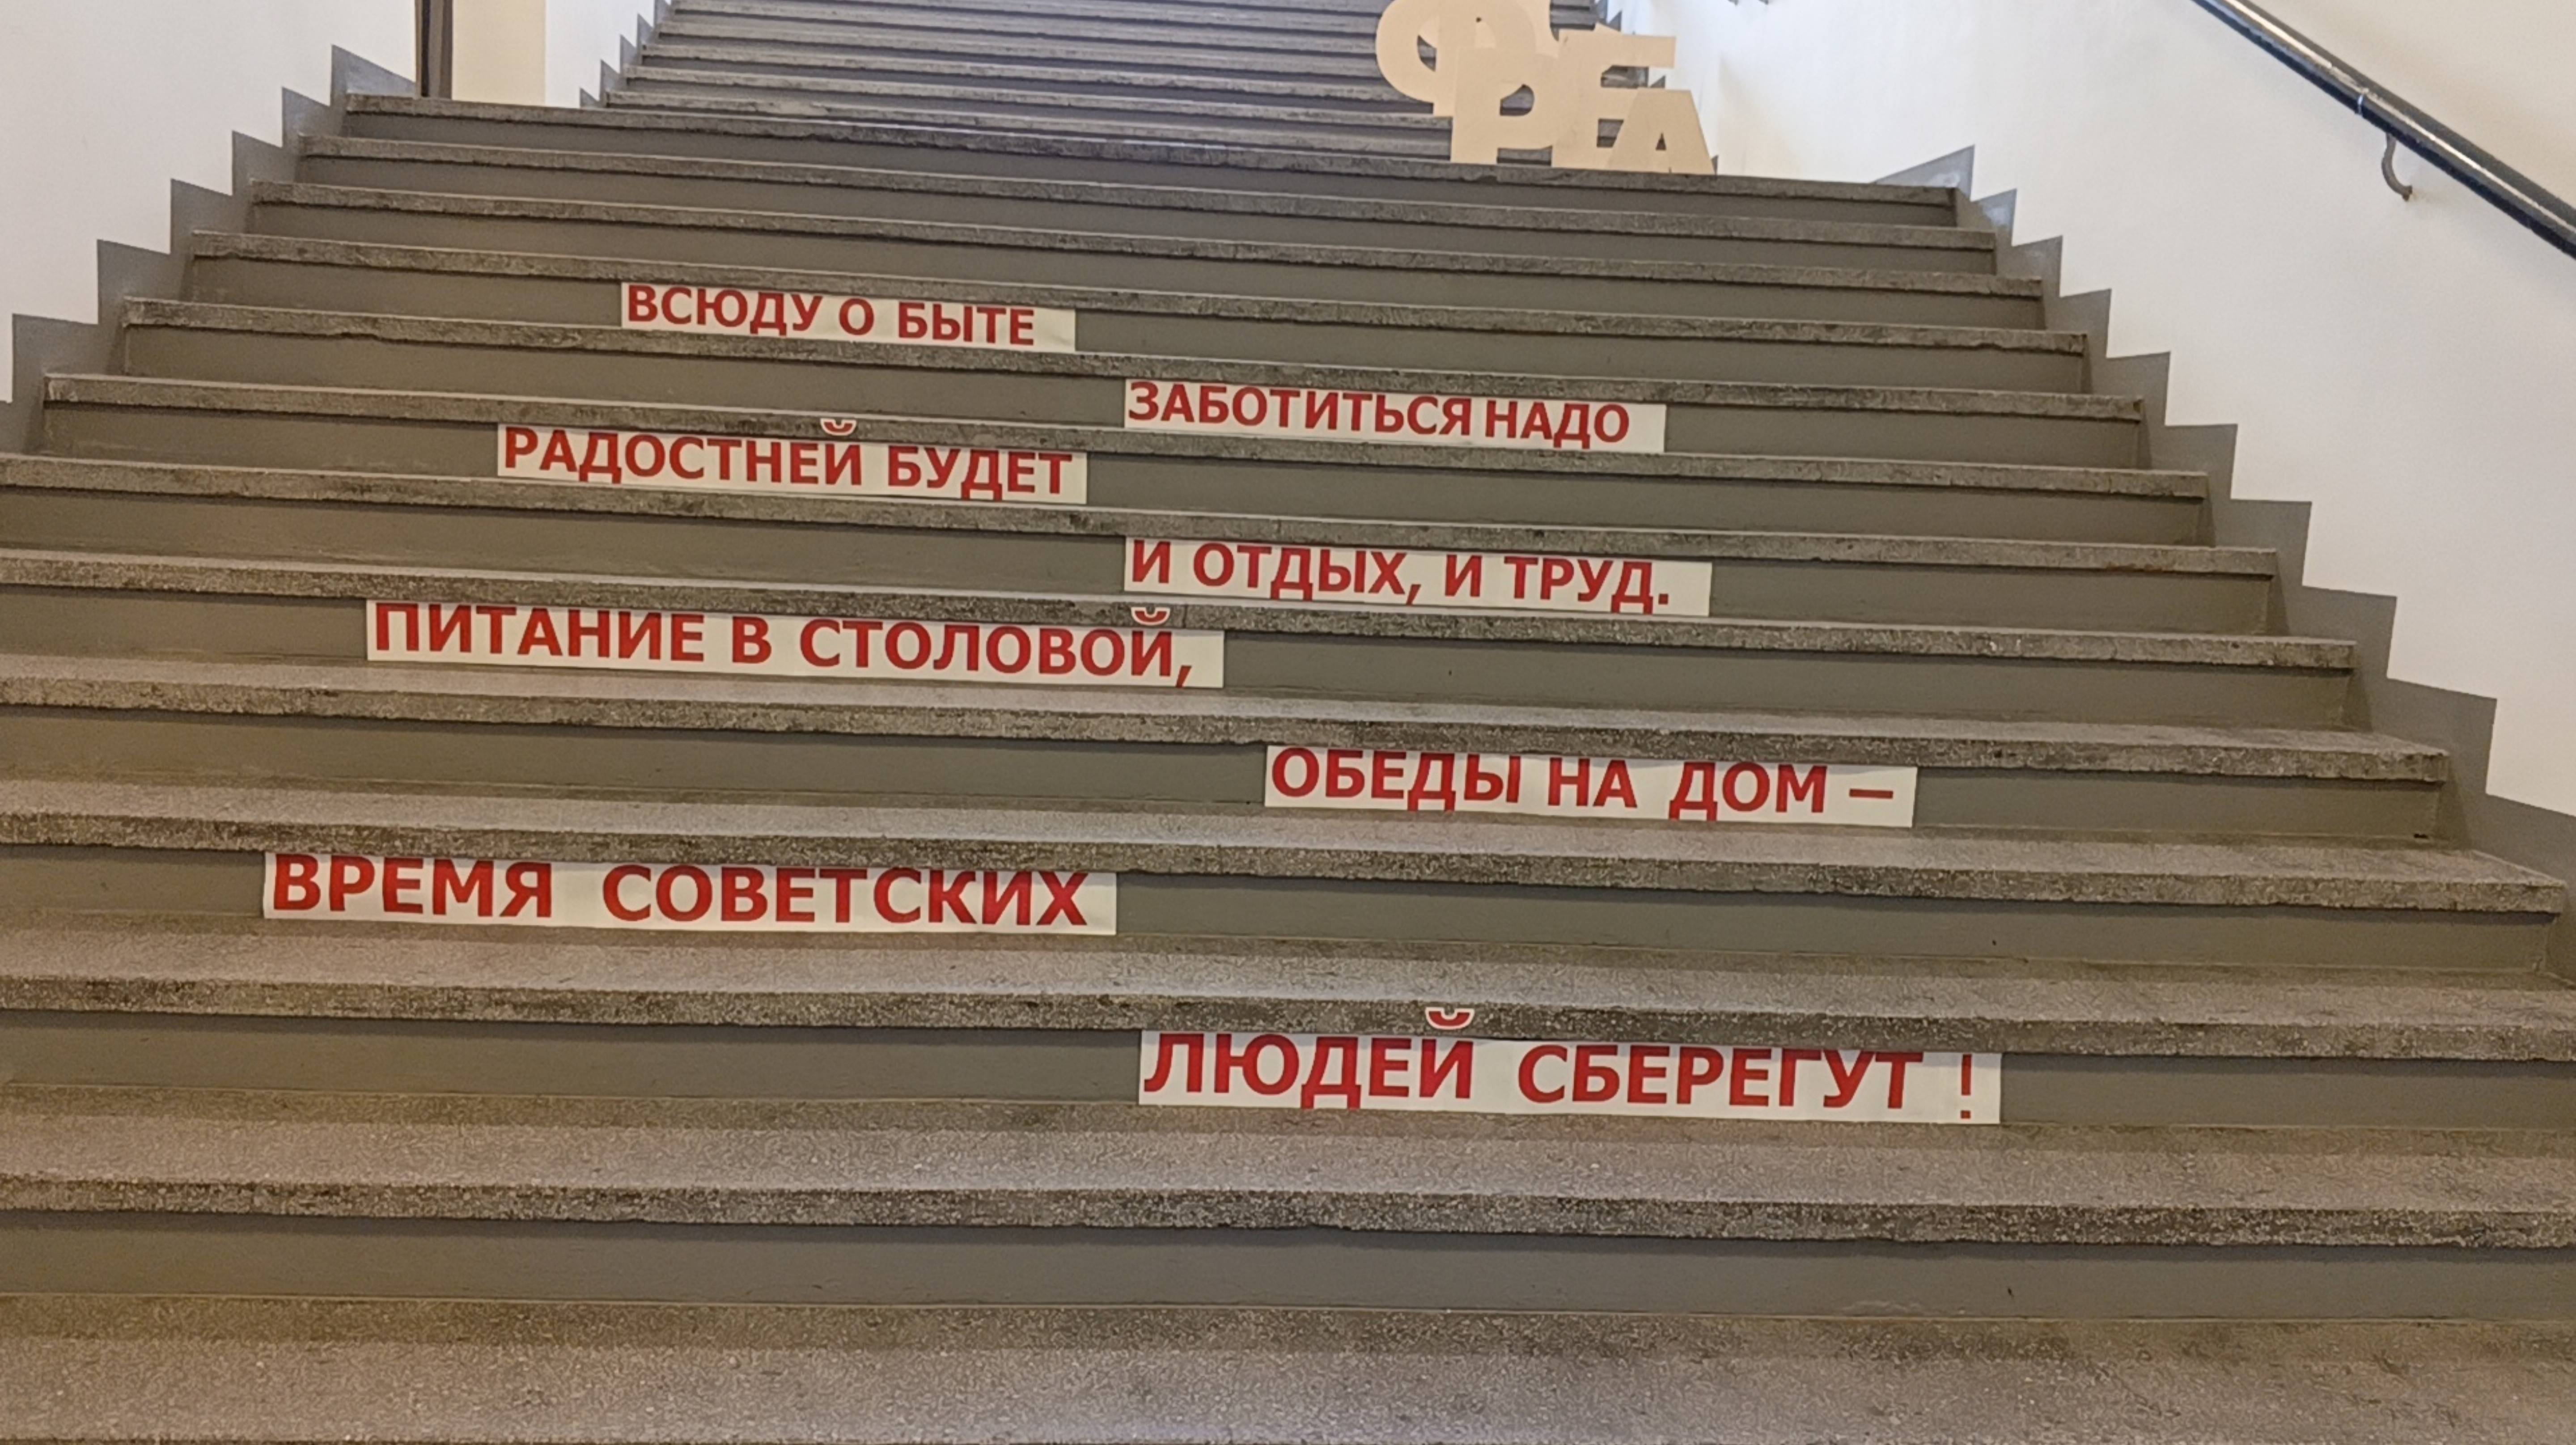 ВСЮДУ О БЫТЕ
ЗАБОТИТЬСЯ НАДО
РАДОСТНЕЙ БУДЕТ
И ОТДЫХ, И ТРУД.
ПИТАНИЕ В СТОЛОВОЙ,
ОБЕДЫ НА ДОМ –
ВРЕМЯ СОВЕТСКИХ
ЛЮДЕЙ СБЕРЕГУТ !